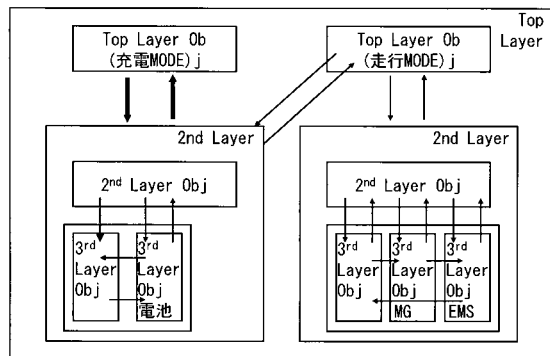 Top
Layer
Top Layer Ob
(充電MODE)j
Top Layer Ob
(走行MODE)j
2nd Layer
2nd Layer Obj
3rd
Layer
Obj
3rd
Layer
Obj
電池
2nd Layer
2nd Layer Obj
3rd
Layer
Obj
3rd
Layer
Obj
MG
3rd
Layer
Obj
EMS